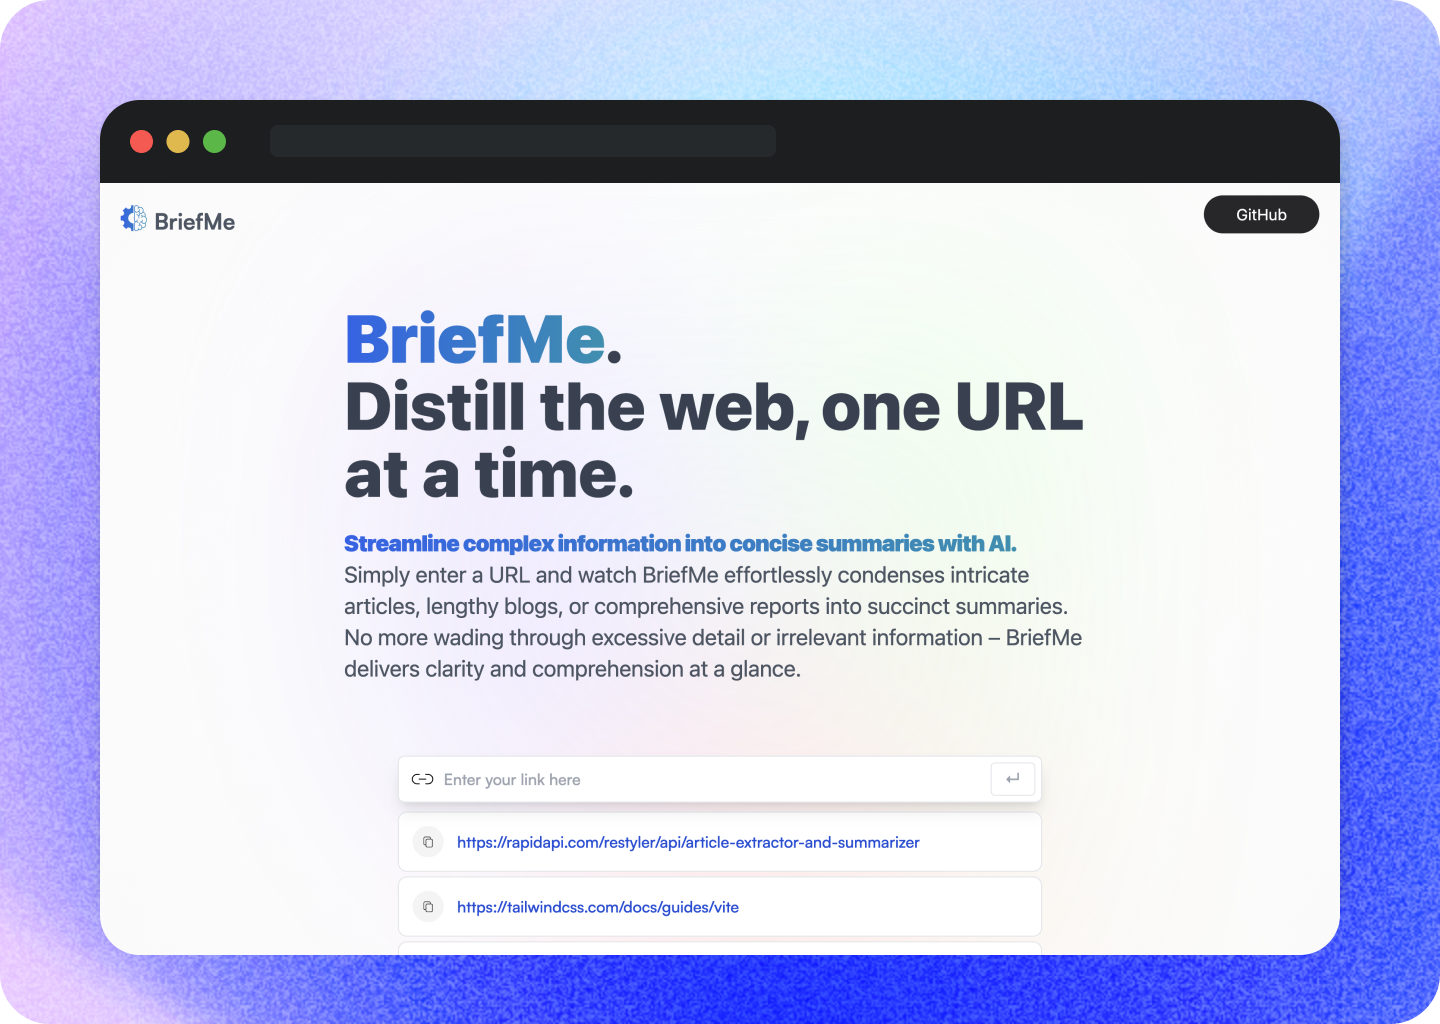 BriefMe
GitHub
BriefMe.
Distill the web, one URL
at a time.
Streamline complex information into concise summaries with AI.
Simply enter a URL and watch BriefMe effortlessly condenses intricate
articles, lengthy blogs, or comprehensive reports into succinct summaries.
No more wading through excessive detail or irrelevant information – BriefMe
delivers clarity and comprehension at a glance.
Enter your link here
https://rapidapi.com/restyler/api/article-extractor-and-summarizer
https://tailwindcss.com/docs/guides/vite